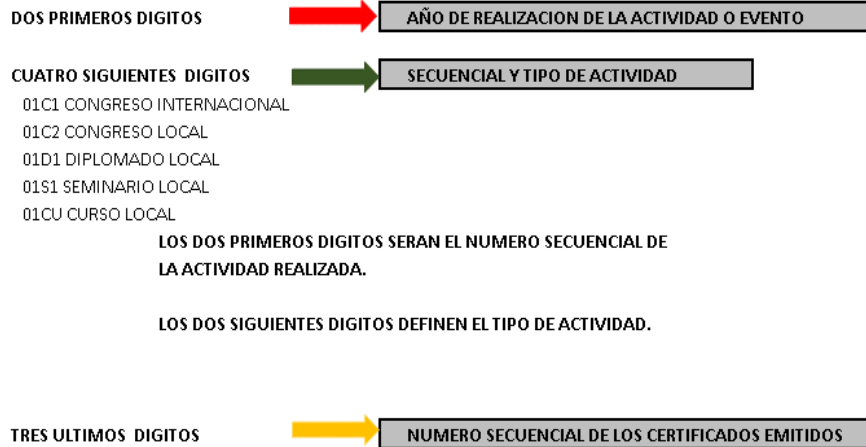 DOS PRIMEROS DIGITOS AÑO DE REALIZACION DE LA ACTIVIDAD O EVENTO
CUATRO SIGUIENTES DIGITOS SECUENCIAL Y TIPO DE ACTIVIDAD
01C1 CONGRESO INTERNACIONAL
01C2 CONGRESO LOCAL
01D1 DIPLOMADO LOCAL
01S1 SEMINARIO LOCAL
01CU CURSO LOCAL
LOS DOS PRIMEROS DIGITOS SERAN EL NUMERO SECUENCIAL DE
LA ACTIVIDAD REALIZADA.
LOS DOS SIGUIENTES DIGITOS DEFINEN EL TIPO DE ACTIVIDAD.
TRES ULTIMOS DIGITOS NUMERO SECUENCIAL DE LOS CERTIFICADOS EMITIDOS